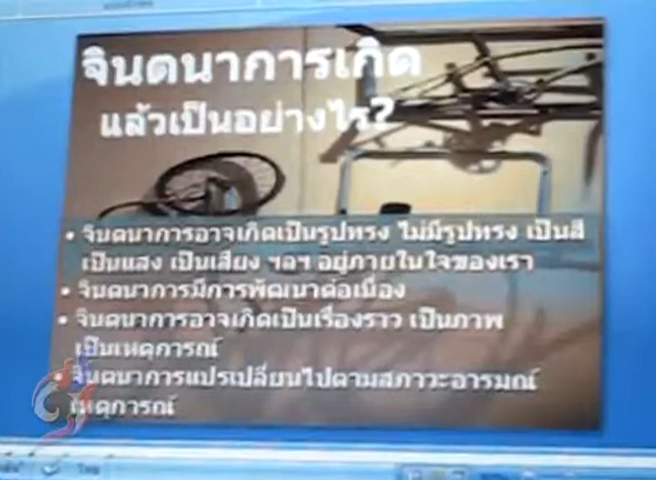 จินตนาการเกิด
แล้วเป็นอย่างไร?
• จินตนาการอาจเกิดเป็นรูปทรง ไม่มีรูปทรง เป็นสี
เป็นแสง เป็นเสียง ฯลฯ อยู่ภายในใจของเรา
• จินตนาการมีการพัฒนาต่อเนื่อง
• จินตนาการอาจเกิดเป็นเรื่องราว เป็นภาพ
เป็นเหตุการณ์
• จินตนาการแปรเปลี่ยนไปตามสภาวะอารมณ์
เหตุการณ์
ไทย